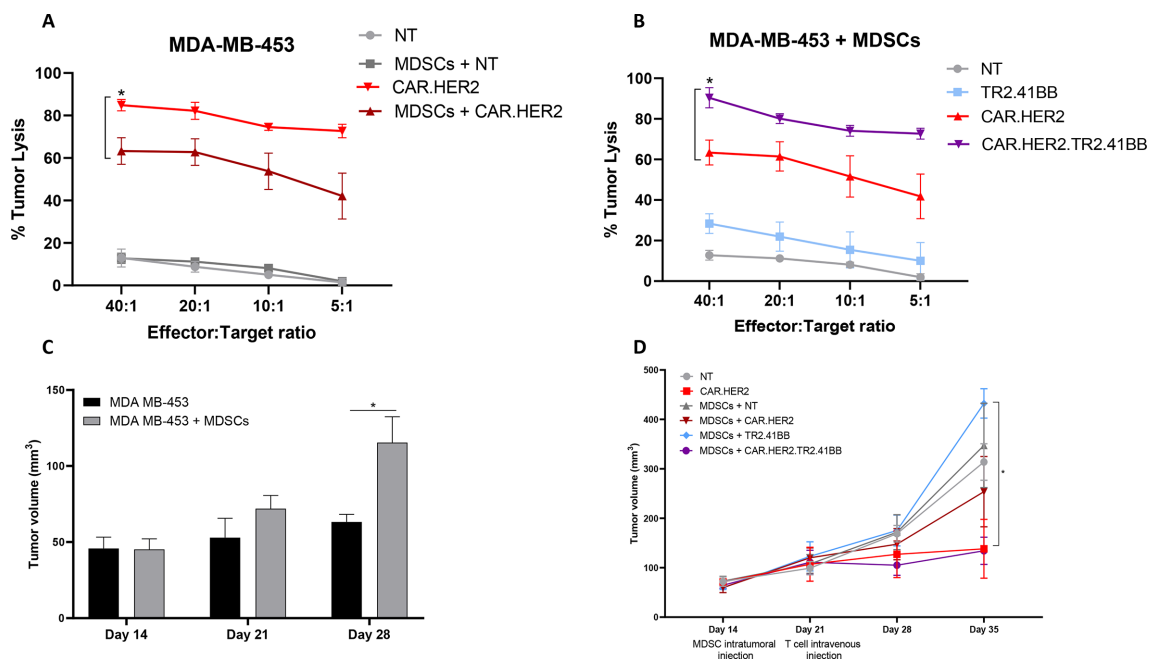 A
MDA-MB-453
NT
MDSCs + NT
CAR.HER2
MDSCs + CAR.HER2
% Tumor Lysis
100
80
60
40
20
0
*
40:1 20:1 10:1 5:1
Effector:Target ratio
B
MDA-MB-453 + MDSCs
NT
TR2.41BB
CAR.HER2
CAR.HER2.TR2.41BB
% Tumor Lysis
100
80
60
40
20
0
*
40:1 20:1 10:1 5:1
Effector:Target ratio
C
MDA MB-453
MDA MB-453 + MDSCs
Tumor volume (mm³)
150
100
50
0
*
Day 14 Day 21 Day 28
D
NT
CAR.HER2
MDSCs + NT
MDSCs + CAR.HER2
MDSCs + TR2.41BB
MDSCs + CAR.HER2.TR2.41BB
Tumor volume (mm³)
500
400
300
200
100
0
*
Day 14 Day 21 Day 28 Day 35
MDSC intratumoral T cell intravenous
injection injection